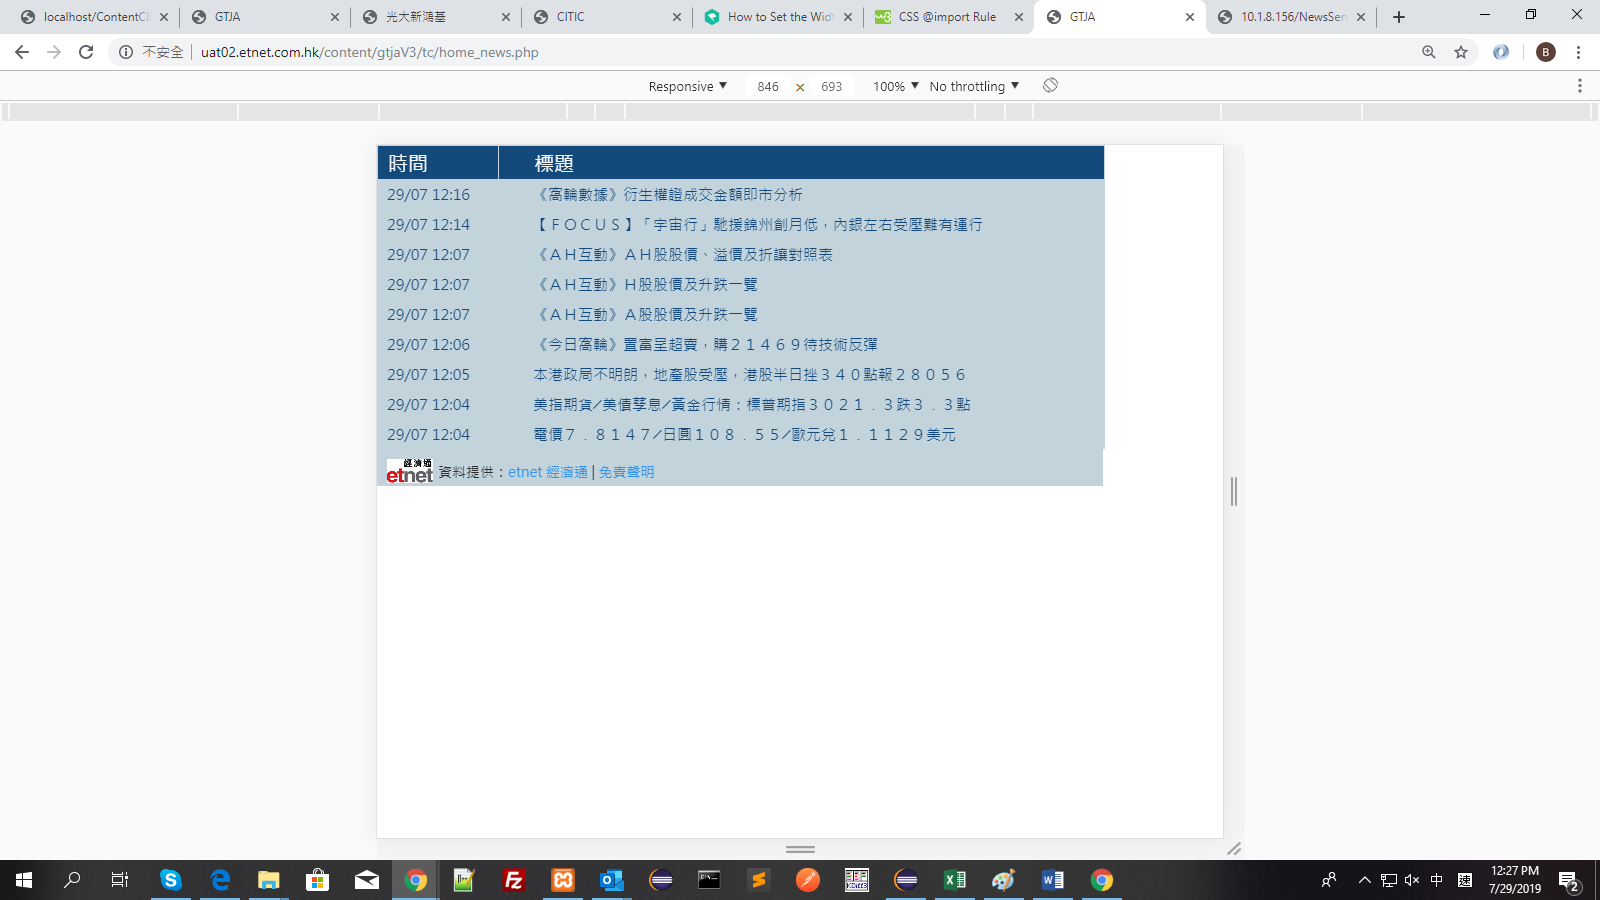 localhost/ContentCl
GTJA
光大新鴻基
CITIC
How to Set the Widt
CSS @import Rule
GTJA
10.1.8.156/NewsSer
不安全
uat02.etnet.com.hk/content/gtjaV3/tc/home_news.php
B
Responsive ▼ 846 × 693 100% ▼ No throttling ▼
時間 標題
29/07 12:16 《窩輪數據》衍生權證成交金額即市分析
29/07 12:14 【ＦＯＣＵＳ】「宇宙行」馳援錦州創月低，內銀左右受壓難有運行
29/07 12:07 《ＡＨ互動》ＡＨ股股價、溢價及折讓對照表
29/07 12:07 《ＡＨ互動》Ｈ股股價及升跌一覽
29/07 12:07 《ＡＨ互動》Ａ股股價及升跌一覽
29/07 12:06 《今日窩輪》置富呈超賣，購２１４６９待技術反彈
29/07 12:05 本港政局不明朗，地產股受壓，港股半日挫３４０點報２８０５６
29/07 12:04 美指期貨／美債孳息／黃金行情：標普期指３０２１．３跌３．３點
29/07 12:04 電價７．８１４７／日圓１０８．５５／歐元兌１．１１２９美元
經濟通
etnet 資料提供：etnet 經濟通 | 免責聲明
中
速
12:27 PM
7/29/2019
2